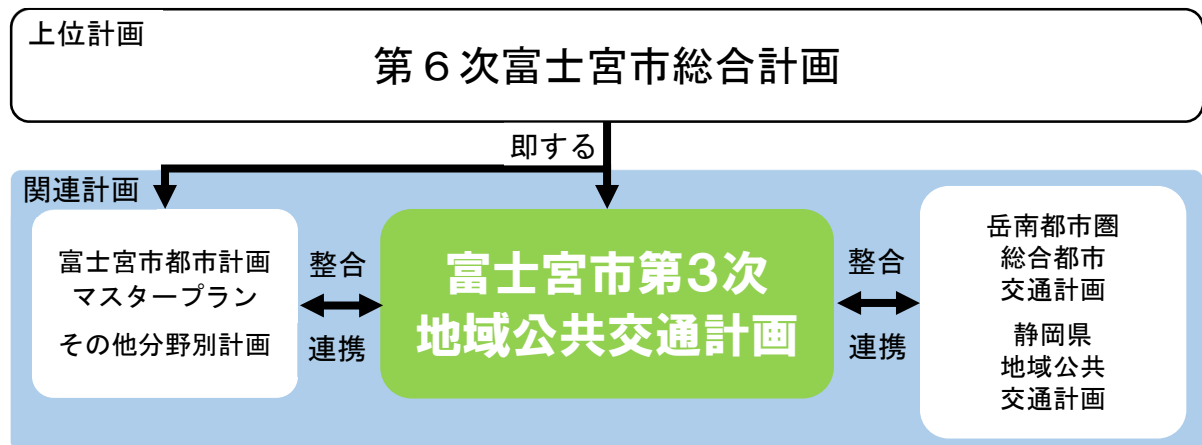 上位計画
第６次富士宮市総合計画
即する
関連計画
富士宮市都市計画
マスタープラン
その他分野別計画
整合
連携
富士宮市第3次
地域公共交通計画
整合
連携
岳南都市圏
総合都市
交通計画
静岡県
地域公共
交通計画